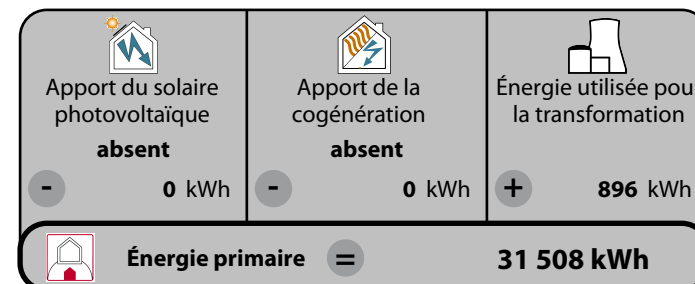 Apport du solaire
photovoltaïque
absent
- 0 kWh
Apport de la
cogénération
absent
- 0 kWh
Énergie utilisée pou
la transformation
+ 896 kWh
Énergie primaire = 31 508 kWh